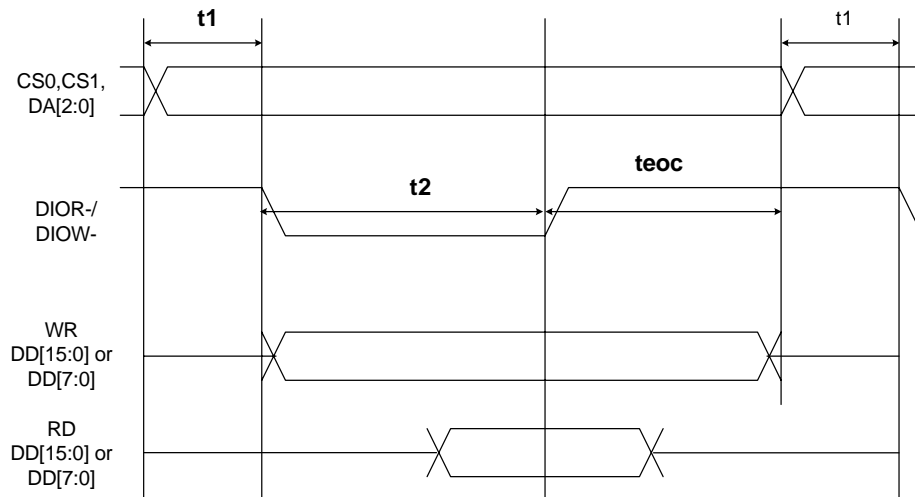 t1
t1
CS0,CS1,
DA[2:0]
t2
teoc
DIOR-/
DIOW-
WR
DD[15:0] or
DD[7:0]
RD
DD[15:0] or
DD[7:0]